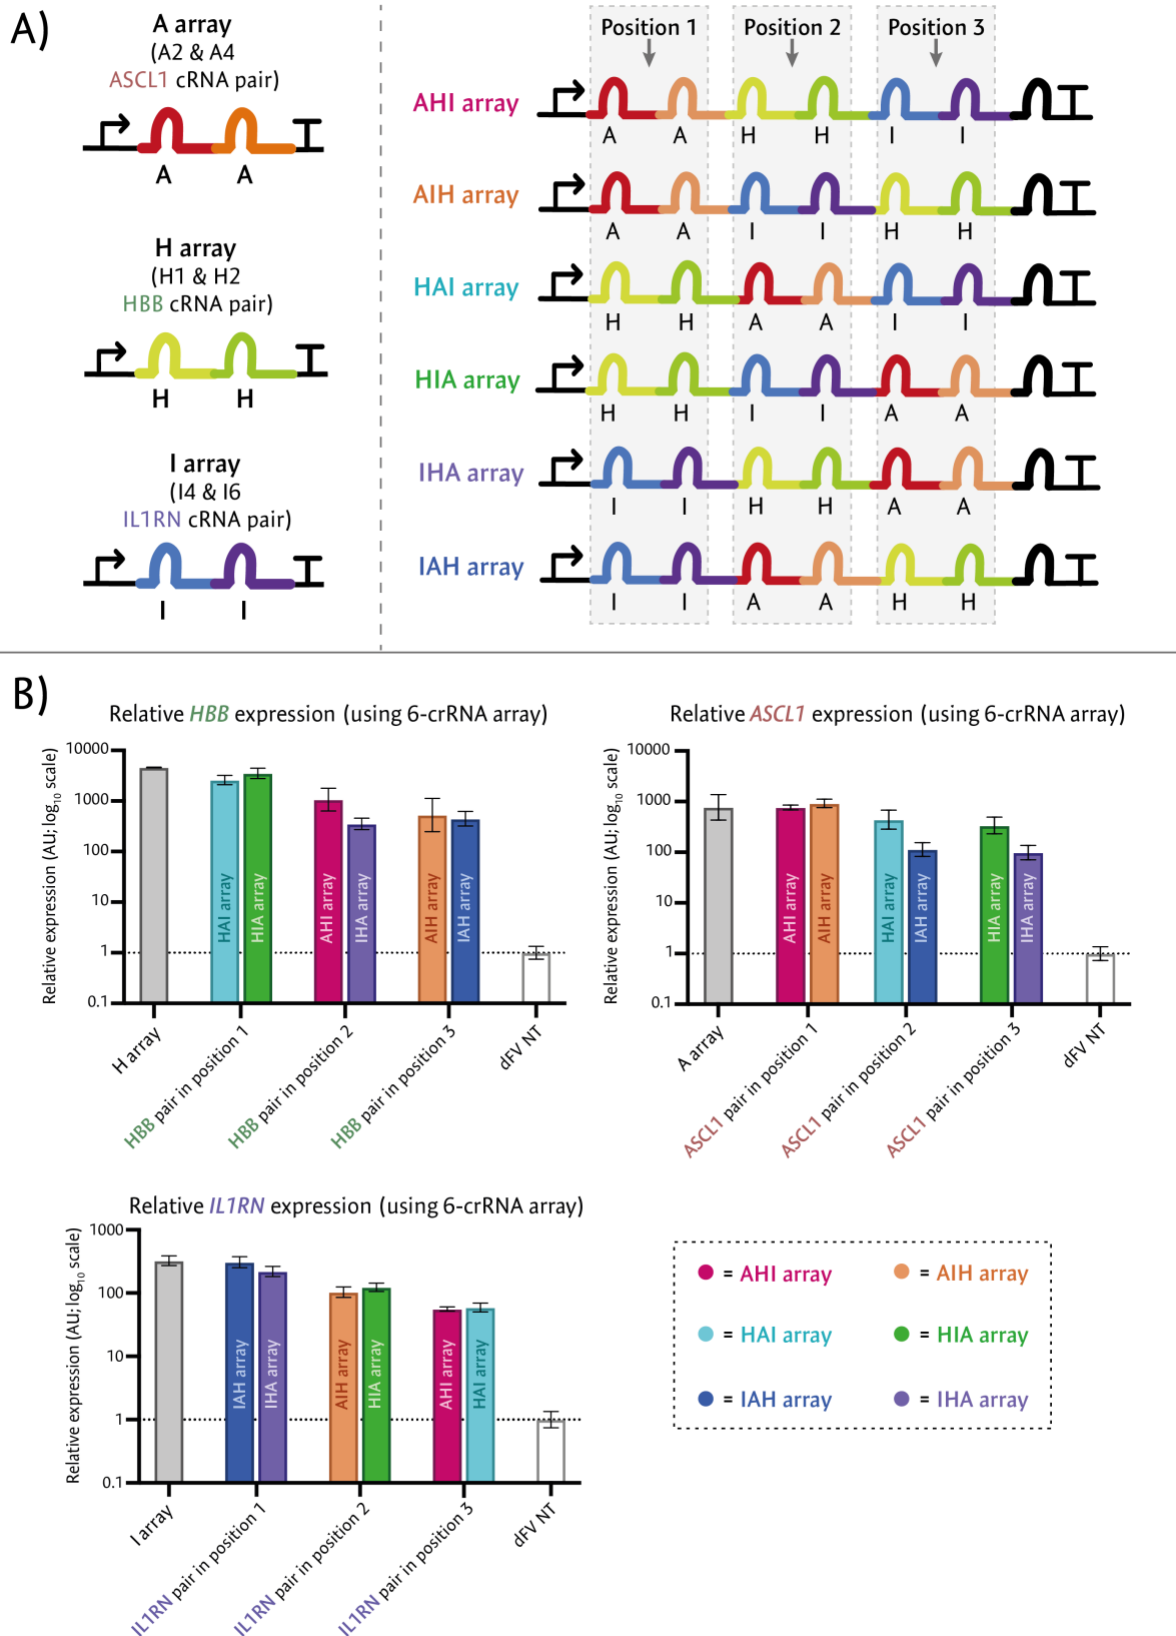 A)
A array
(A2 & A4
ASCL1 cRNA pair)
A A
H array
(H1 & H2
HBB cRNA pair)
H H
I array
(I4 & I6
IL1RN cRNA pair)
I I
Position 1 Position 2 Position 3
AHI array
A A H H I I
AIH array
A A I I H H
HAI array
H H A A I I
HIA array
H H I I A A
IHA array
I I H H A A
IAH array
I I A A H H
B)
Relative HBB expression (using 6-crRNA array)
Relative expression (AU; log10 scale)
10000
1000
100
10
1
0.1
HAI array
HIA array
AHI array
IHA array
AIH array
IAH array
H array
HBB pair in position 1
HBB pair in position 2
HBB pair in position 3
dFV NT
Relative ASCL1 expression (using 6-crRNA array)
Relative expression (AU; log10 scale)
10000
1000
100
10
1
0.1
AHI array
AIH array
HAI array
IAH array
HIA array
IHA array
A array
ASCL1 pair in position 1
ASCL1 pair in position 2
ASCL1 pair in position 3
dFV NT
Relative IL1RN expression (using 6-crRNA array)
Relative expression (AU; log10 scale)
1000
100
10
1
0.1
IAH array
IHA array
AIH array
HIA array
AHI array
HAI array
I array
IL1RN pair in position 1
IL1RN pair in position 2
IL1RN pair in position 3
dFV NT
= AHI array
= AIH array
= HAI array
= HIA array
= IAH array
= IHA array